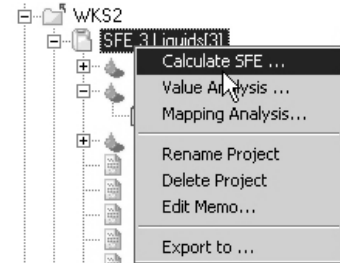 WKS2
SFE 3 Liquids[3]
Calculate SFE ...
Value Analysis ...
Mapping Analysis...
Rename Project
Delete Project
Edit Memo...
Export to ...